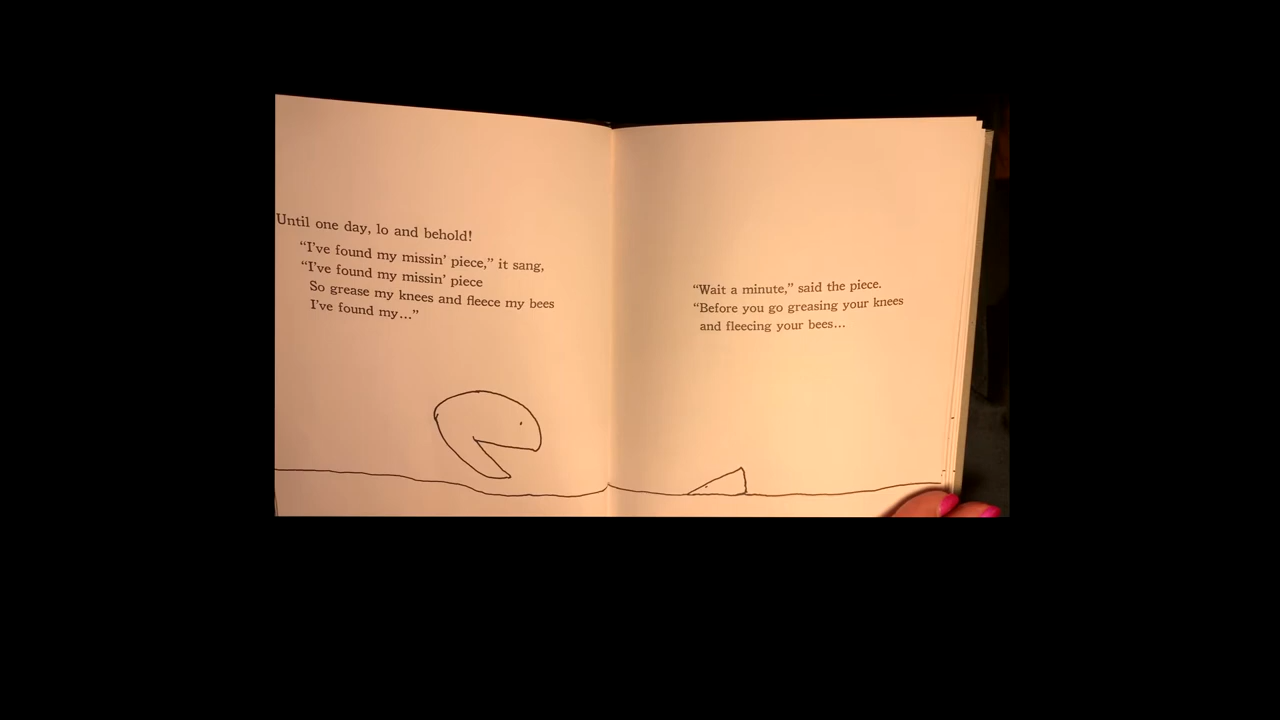 Until one day, lo and behold!
“I’ve found my missin’ piece,” it sang,
“I’ve found my missin’ piece
So grease my knees and fleece my bees
I’ve found my...”
“Wait a minute,” said the piece.
“Before you go greasing your knees
and fleecing your bees...